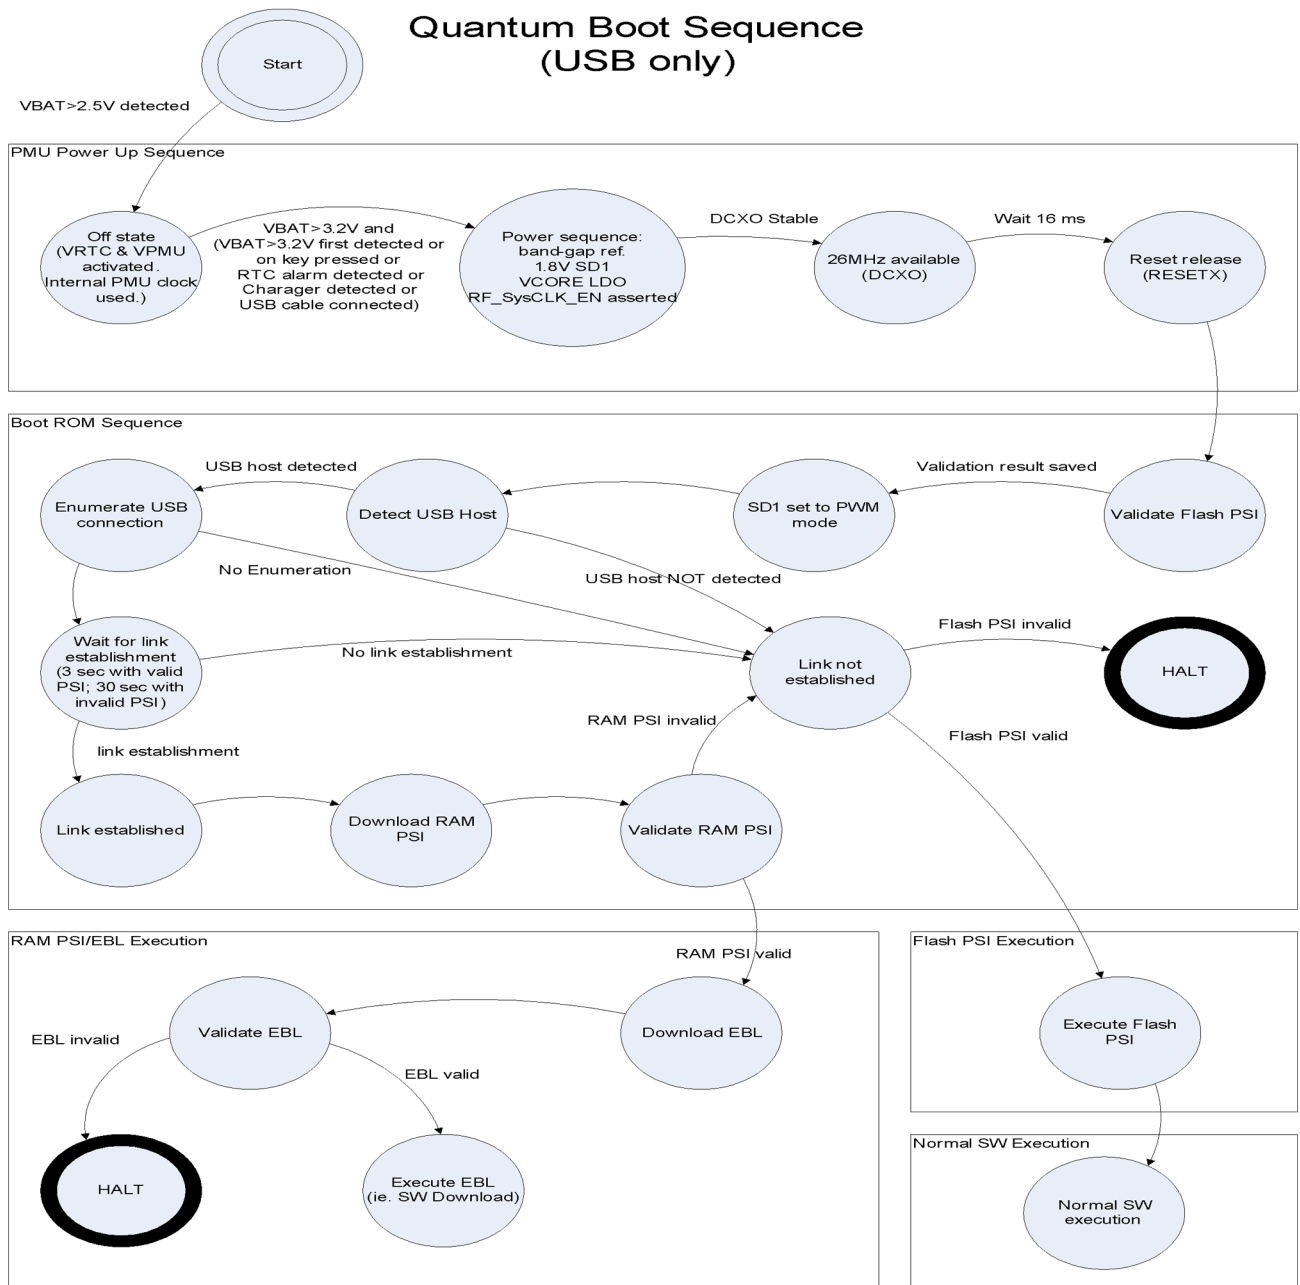 Quantum Boot Sequence
(USB only)
Start
VBAT>2.5V detected
PMU Power Up Sequence
Off state
(VRTC & VPMU
activated.
Internal PMU clock
used.)
VBAT>3.2V and
(VBAT>3.2V first detected or
on key pressed or
RTC alarm detected or
Charager detected or
USB cable connected)
Power sequence:
band-gap ref.
1.8V SD1
VCORE LDO
RF_SysCLK_EN asserted
DCXO Stable
26MHz available
(DCXO)
Wait 16 ms
Reset release
(RESETX)
Boot ROM Sequence
Enumerate USB
connection
USB host detected
Detect USB Host
SD1 set to PWM
mode
Validation result saved
Validate Flash PSI
No Enumeration
USB host NOT detected
Wait for link
establishment
(3 sec with valid
PSI; 30 sec with
invalid PSI)
No link establishment
Link not
established
Flash PSI invalid
HALT
RAM PSI invalid
Flash PSI valid
link establishment
Link established
Download RAM
PSI
Validate RAM PSI
RAM PSI/EBL Execution
RAM PSI valid
Flash PSI Execution
EBL invalid
Validate EBL
EBL valid
Download EBL
Execute Flash
PSI
HALT
Execute EBL
(ie. SW Download)
Normal SW Execution
Normal SW
execution